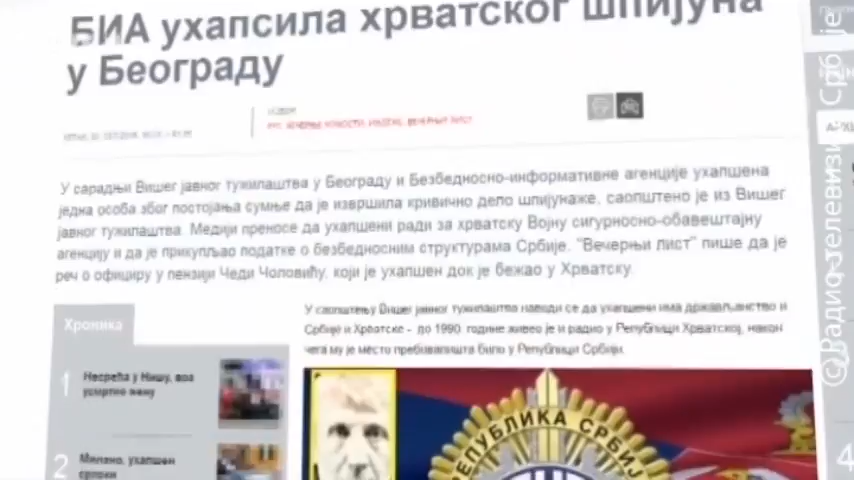 БИА ухапсила хрватског шпијуна
у Београду
У сарадњи Вишег јавног тужилаштва у Београду и Безбедносно-информативне агенције ухапшена
једна особа због постојања сумње да је извршила кривично дело шпијунаже, саопштено је из Вишег
јавног тужилаштва. Медији преносе да ухапшени ради за хрватску Војну сигурносно-обавештајну
агенцију и да је прикупљао податке о безбедносним структурама Србије. "Вечерњи лист" пише да је
реч о официру у пензији Чеди Чоловићу, који је ухапшен док је бежао у Хрватску.
У саопштењу Вишег јавног тужилаштва наводи се да ухапшени има држављанство и
Србије и Хрватске - до 1990. године живео је и радио у Републици Хрватској, након
чега му је место пребивалишта било у Републици Србији.
Хроника
1 Несрећа у Нишу, воз
усмртио жену
2 Милано, ухапшен
српски
РЕПУБЛИКА СРБИЈ
4
© Радио-телевизи Србије